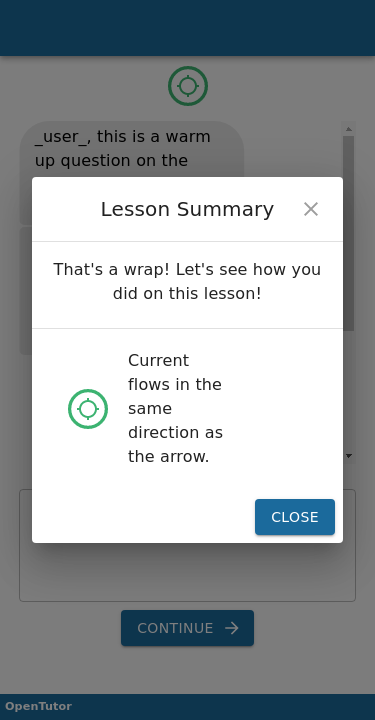 _user_, this is a warm
up question on the
Lesson Summary
That's a wrap! Let's see how you
did on this lesson!
Current
flows in the
same
direction as
the arrow.
CLOSE
CONTINUE
OpenTutor